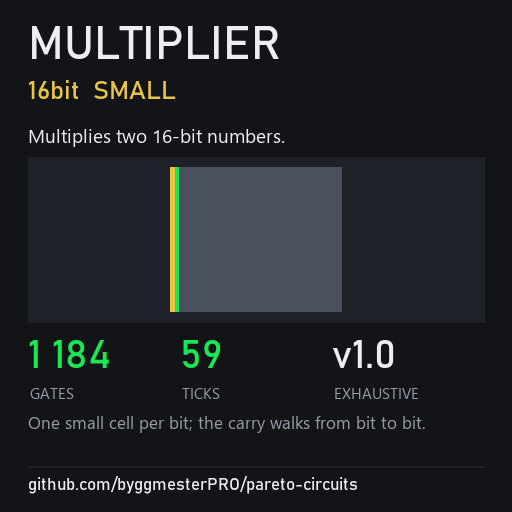 MULTIPLIER
16bit SMALL
Multiplies two 16-bit numbers.
1 184 59 v1.0
GATES TICKS EXHAUSTIVE
One small cell per bit; the carry walks from bit to bit.
github.com/byggmesterPRO/pareto-circuits